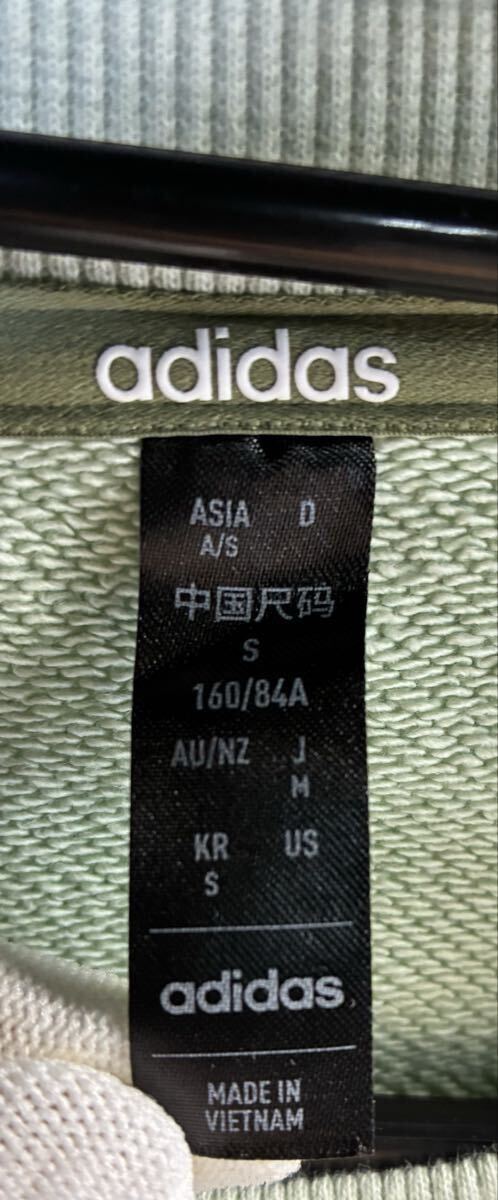 adidas
ASIA D
A/S
中国尺码
S
160/84A
AU/NZ J
M
KR US
S
adidas
MADE IN
VIETNAM